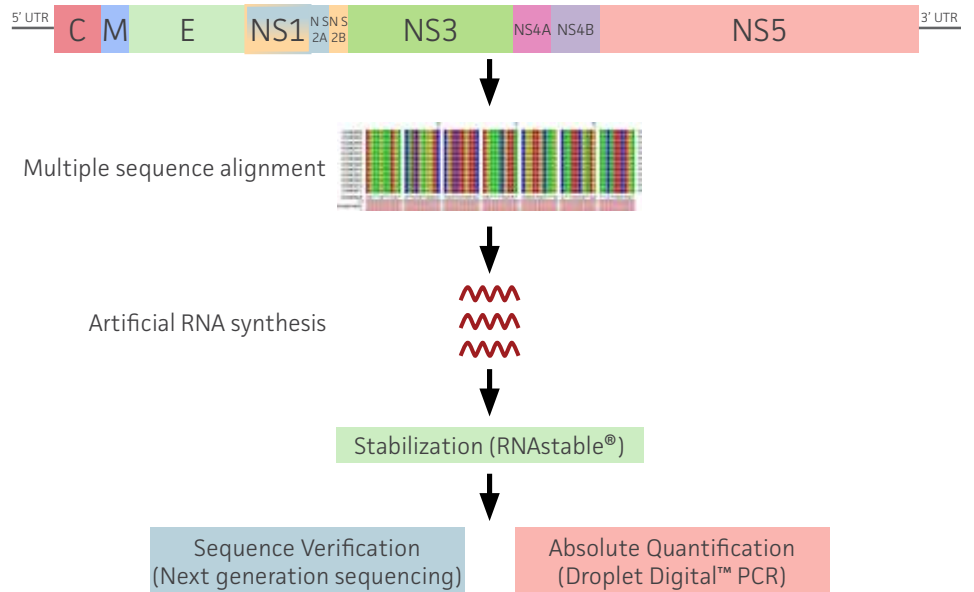 5' UTR
C M E NS1 N S 2A N S 2B NS3 NS4A NS4B NS5
3' UTR
Multiple sequence alignment
Artificial RNA synthesis
Stabilization (RNAstable®)
Sequence Verification
(Next generation sequencing)
Absolute Quantification
(Droplet Digital™ PCR)